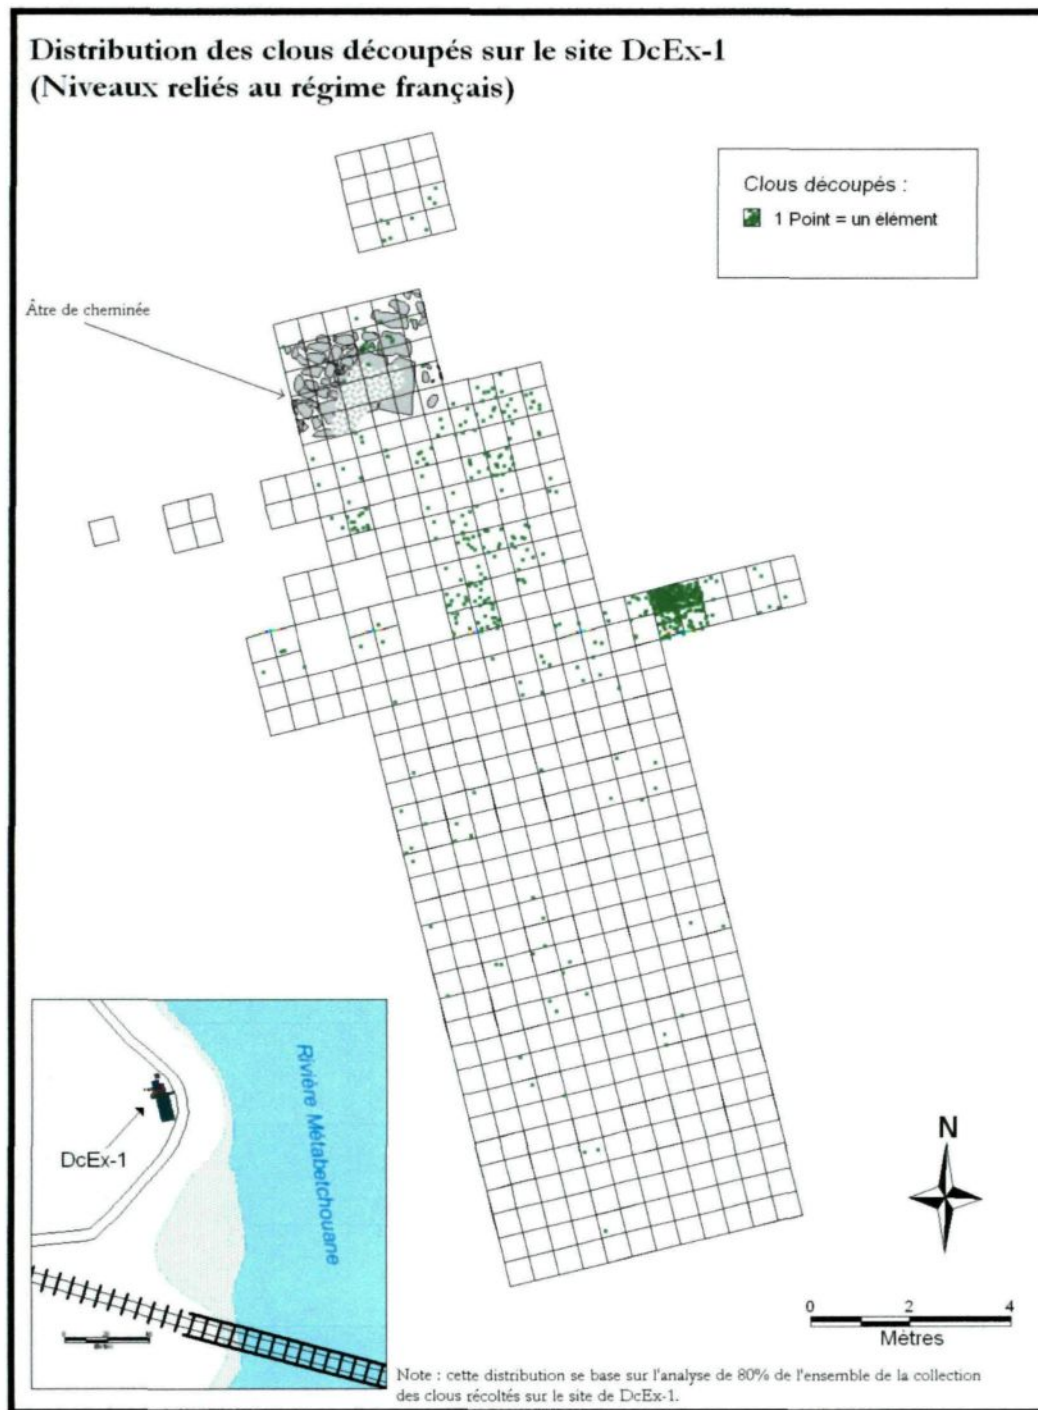 Distribution des clous découpés sur le site DcEx-1
(Niveaux reliés au régime français)
Clous découpés :
1 Point = un élément
Âtre de cheminée
Rivière Métabetchouane
DcEx-1
N
0 2 4
Mètres
Note : cette distribution se base sur l'analyse de 80% de l'ensemble de la collection
des clous récoltés sur le site de DcEx-1.